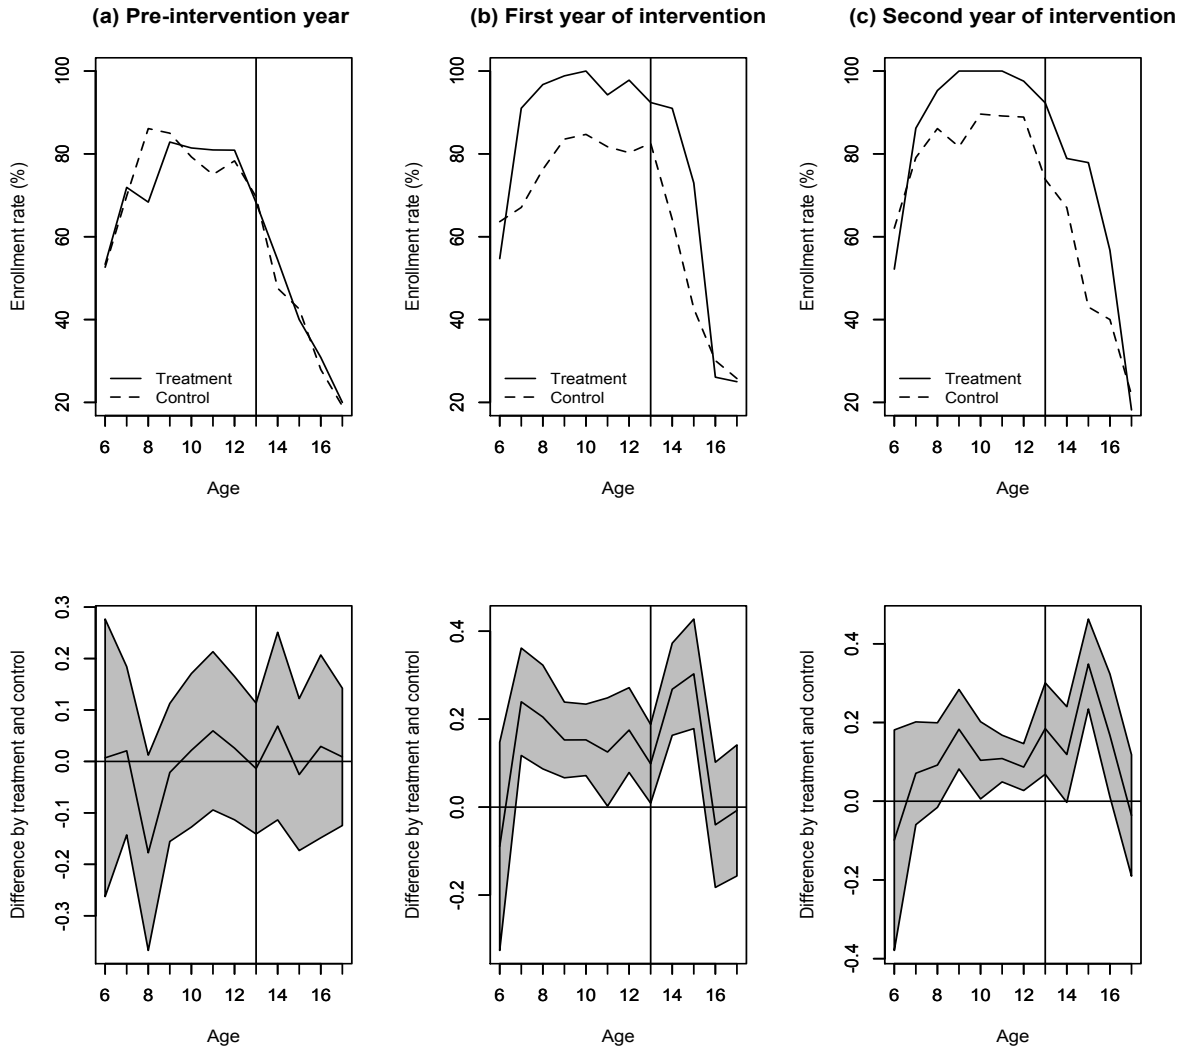 (a) Pre-intervention year
Enrollment rate (%)
100
80
60
40
20
Treatment
Control
6 8 10 12 14 16
Age
(b) First year of intervention
Enrollment rate (%)
100
80
60
40
20
Treatment
Control
6 8 10 12 14 16
Age
(c) Second year of intervention
Enrollment rate (%)
100
80
60
40
20
Treatment
Control
6 8 10 12 14 16
Age
Difference by treatment and control
0.3
0.2
0.1
0.0
-0.1
-0.2
-0.3
6 8 10 12 14 16
Age
Difference by treatment and control
0.4
0.2
0.0
-0.2
6 8 10 12 14 16
Age
Difference by treatment and control
0.4
0.2
0.0
-0.2
-0.4
6 8 10 12 14 16
Age